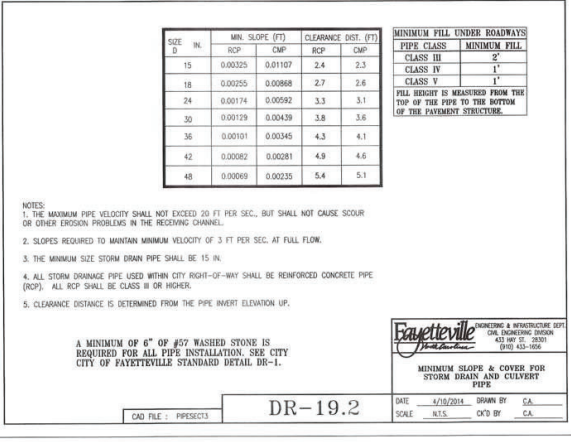 SIZE IN. MIN. SLOPE (FT) CLEARANCE DIST. (FT)
D RCP CMP RCP CMP
15 0.00325 0.01107 2.4 2.3
18 0.00255 0.00868 2.7 2.6
24 0.00174 0.00592 3.3 3.1
30 0.00129 0.00439 3.8 3.6
36 0.00101 0.00345 4.3 4.1
42 0.00082 0.00281 4.9 4.6
48 0.00069 0.00235 5.4 5.1
MINIMUM FILL UNDER ROADWAYS
PIPE CLASS MINIMUM FILL
CLASS III 2'
CLASS IV 1'
CLASS V 1'
FILL HEIGHT IS MEASURED FROM THE
TOP OF THE PIPE TO THE BOTTOM
OF THE PAVEMENT STRUCTURE.
NOTES:
1. THE MAXIMUM PIPE VELOCITY SHALL NOT EXCEED 20 FT PER SEC., BUT SHALL NOT CAUSE SCOUR
OR OTHER EROSION PROBLEMS IN THE RECEIVING CHANNEL.
2. SLOPES REQUIRED TO MAINTAIN MINIMUM VELOCITY OF 3 FT PER SEC. AT FULL FLOW.
3. THE MINIMUM SIZE STORM DRAIN PIPE SHALL BE 15 IN.
4. ALL STORM DRAINAGE PIPE USED WITHIN CITY RIGHT-OF-WAY SHALL BE REINFORCED CONCRETE PIPE
(RCP). ALL RCP SHALL BE CLASS III OR HIGHER.
5. CLEARANCE DISTANCE IS DETERMINED FROM THE PIPE INVERT ELEVATION UP.
A MINIMUM OF 6" OF #57 WASHED STONE IS
REQUIRED FOR ALL PIPE INSTALLATION. SEE CITY
CITY OF FAYETTEVILLE STANDARD DETAIL DR-1.
Fayetteville
North Carolina
ENGINEERING & INFRASTRUCTURE DEPT.
CIVIL ENGINEERING DIVISION
433 HAY ST. 28301
(910) 433-1656
MINIMUM SLOPE & COVER FOR
STORM DRAIN AND CULVERT
PIPE
DATE 4/10/2014 DRAWN BY C.A.
SCALE N.T.S. CK'D BY C.A.
CAD FILE : PIPESECT3
DR-19.2